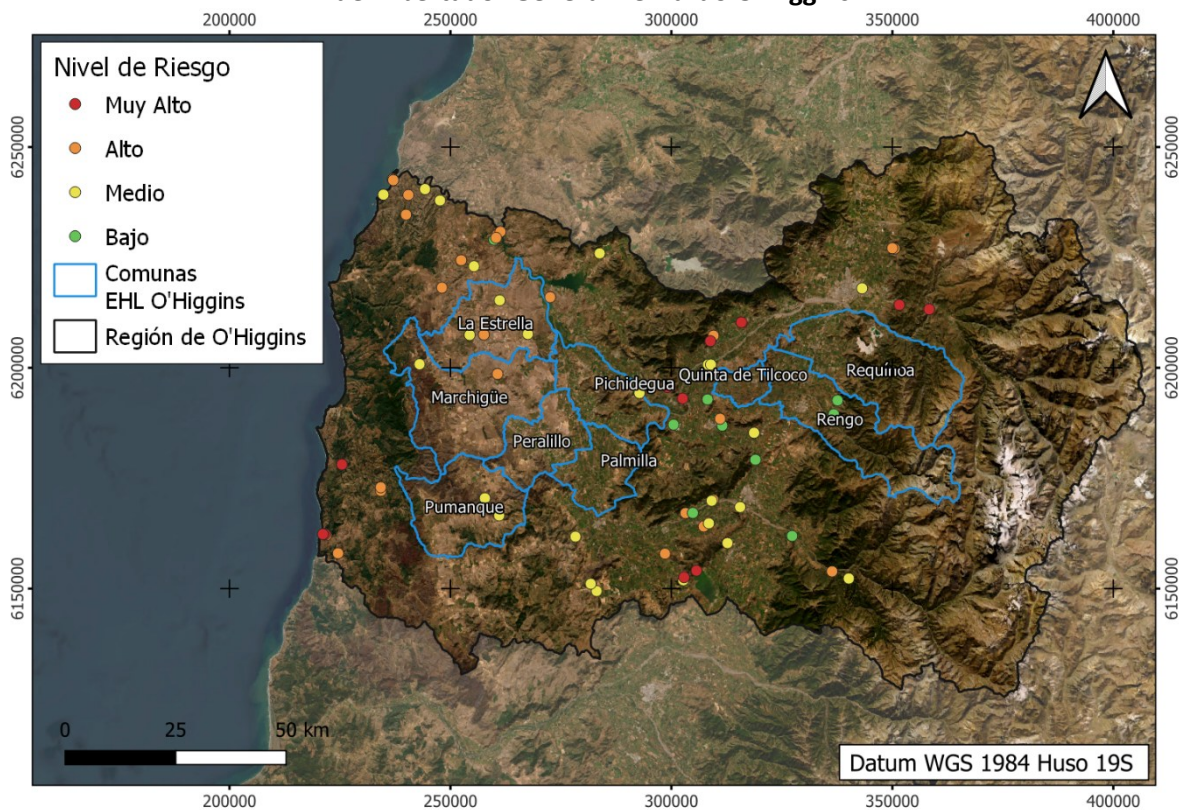 200000 250000 300000 350000 400000
Nivel de Riesgo
Muy Alto
Alto
Medio
Bajo
Comunas
EHL O'Higgins
Región de O'Higgins
6250000
6250000
La Estrella
6200000
6200000
Pichidegua
Quinta de Tilcoco
Requínoa
Marchigüe
Rengo
Peralillo
Palmilla
Pumanque
6150000
6150000
0 25 50 km
Datum WGS 1984 Huso 19S
200000 250000 300000 350000 400000